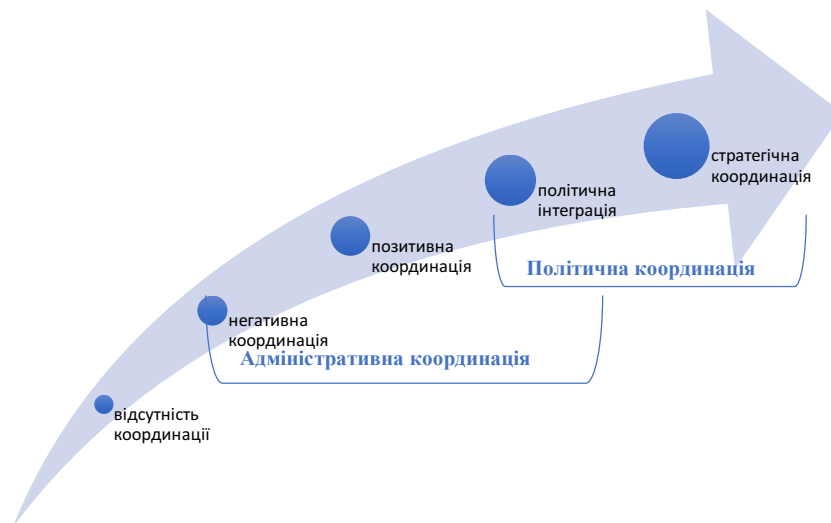 стратегічна
координація
політична
інтеграція
позитивна
координація
Політична координація
негативна
координація
Адміністративна координація
відсутність
координації